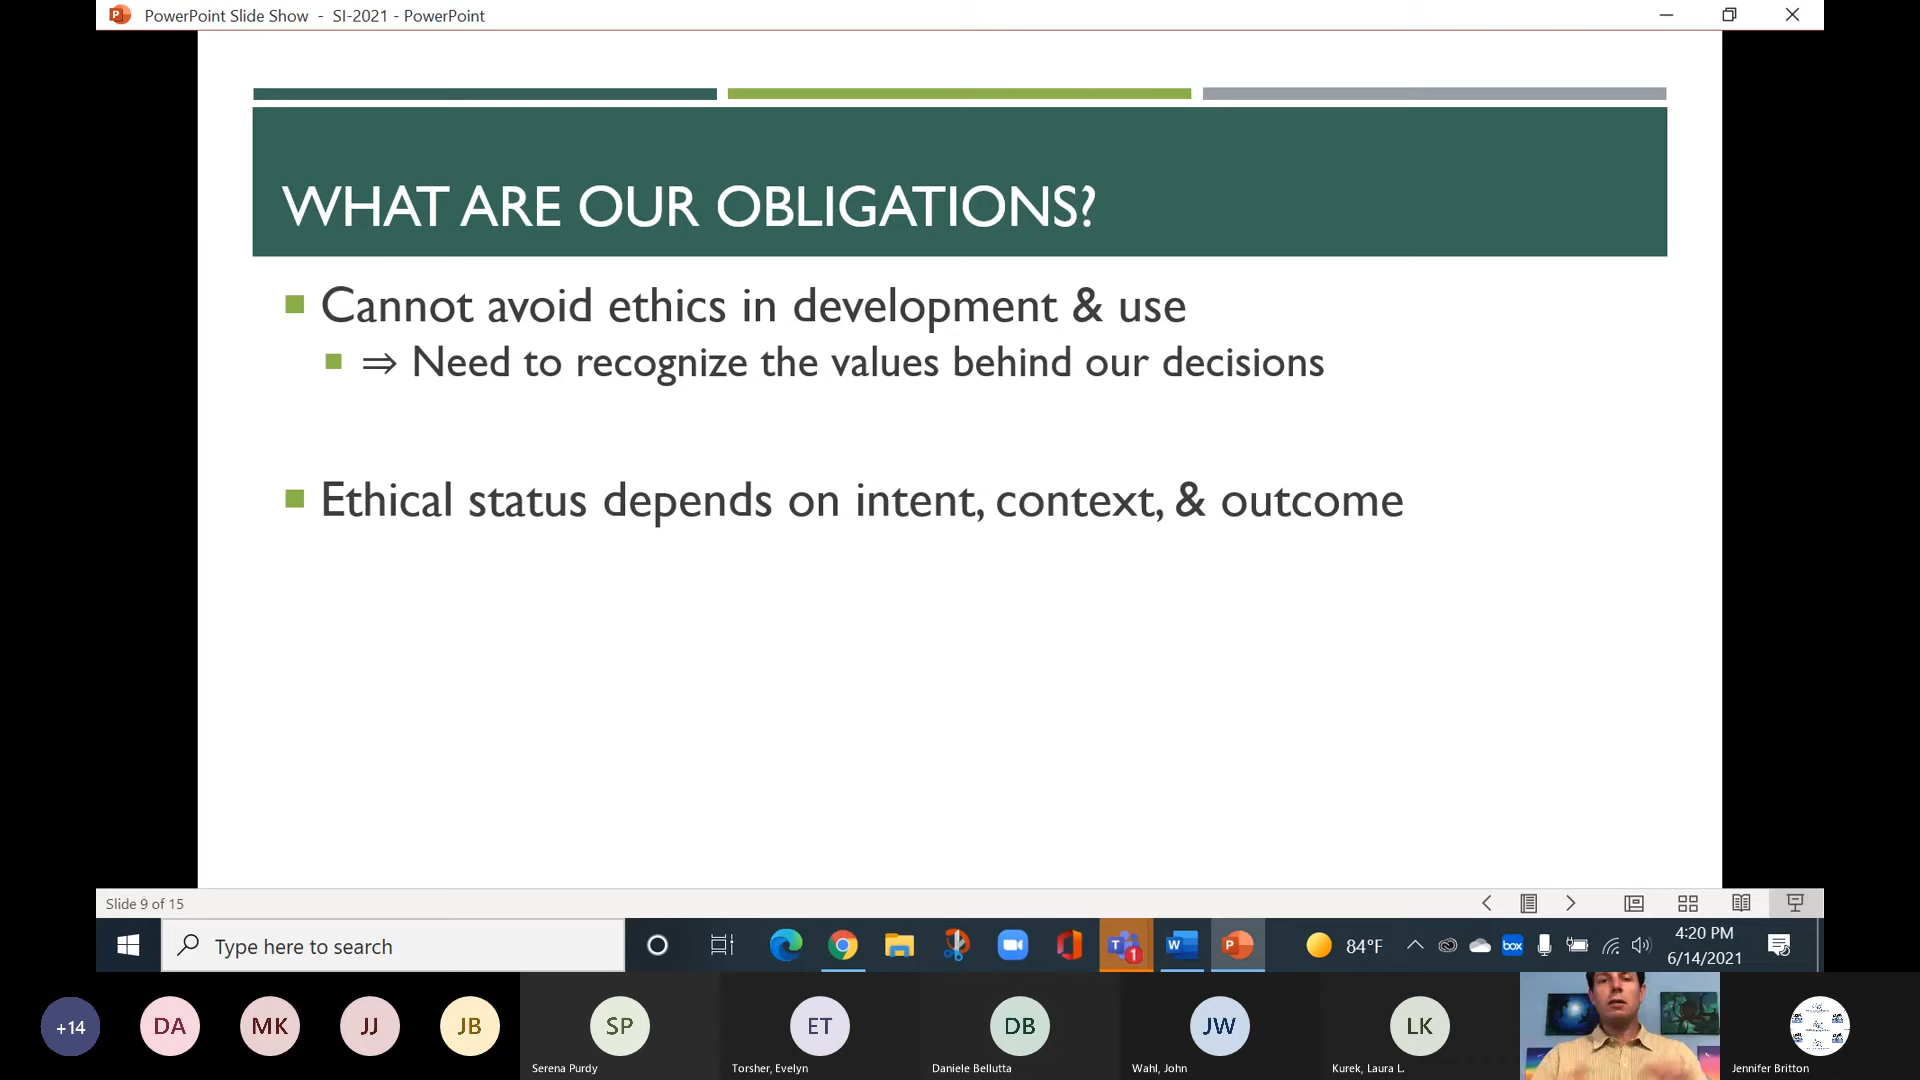 PowerPoint Slide Show - SI-2021 - PowerPoint
WHAT ARE OUR OBLIGATIONS?
Cannot avoid ethics in development & use
⇒ Need to recognize the values behind our decisions
Ethical status depends on intent, context, & outcome
Slide 9 of 15
Type here to search
box
84°F
4:20 PM
6/14/2021
1
+14
DA
MK
JJ
JB
SP
ET
DB
JW
LK
Serena Purdy
Torsher, Evelyn
Daniele Bellutta
Wahl, John
Kurek, Laura L.
Jennifer Britton